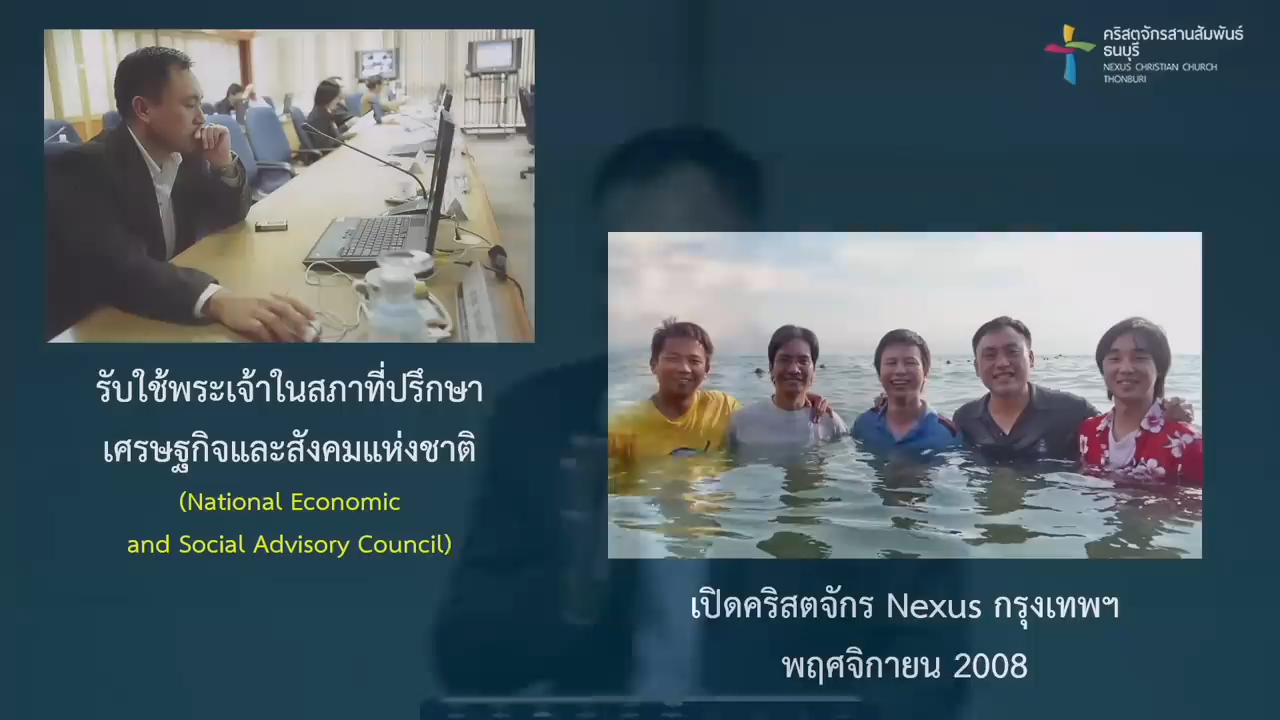 คริสตจักรสานสัมพันธ์
ธนบุรี
NEXUS CHRISTIAN CHURCH
THONBURI
รับใช้พระเจ้าในสภาที่ปรึกษา
เศรษฐกิจและสังคมแห่งชาติ
(National Economic
and Social Advisory Council)
เปิดคริสตจักร Nexus กรุงเทพฯ
พฤศจิกายน 2008